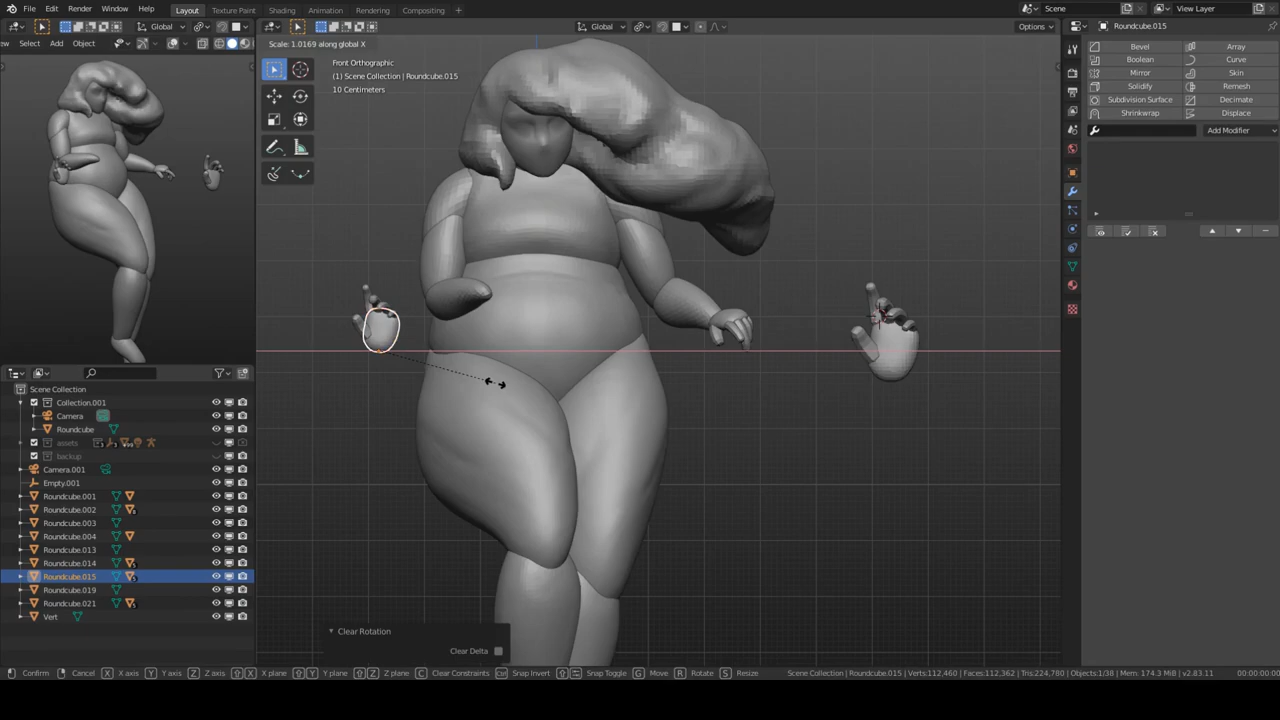 File Edit Render Window Help
Layout Texture Paint Shading Animation Rendering Compositing +
Scene View Layer
Global Global Options
Select Add Object
Scale: 1.0169 along global X
Front Orthographic
(1) Scene Collection | Roundcube.015
10 Centimeters
Roundcube.015
Bevel Array
Boolean Curve
Mirror Skin
Solidify Remesh
Subdivision Surface Decimate
Shrinkwrap Displace
Add Modifier
Scene Collection
Collection.001
Camera
Roundcube
assets
backup
Camera.001
Empty.001
Roundcube.001
Roundcube.002
Roundcube.003
Roundcube.004
Roundcube.013
Roundcube.014
Roundcube.015
Roundcube.019
Roundcube.021
Vert
Clear Rotation
Clear Delta
Confirm Cancel X X axis Y Y axis Z Z axis X X plane Y Y plane Z Z plane C Clear Constraints Snap Invert Snap Toggle G Move R Rotate S Resize Scene Collection | Roundcube.015 | Verts:112,460 | Faces:112,362 | Tris:224,780 | Objects:1/38 | Mem: 174.3 MiB | v2.83.11